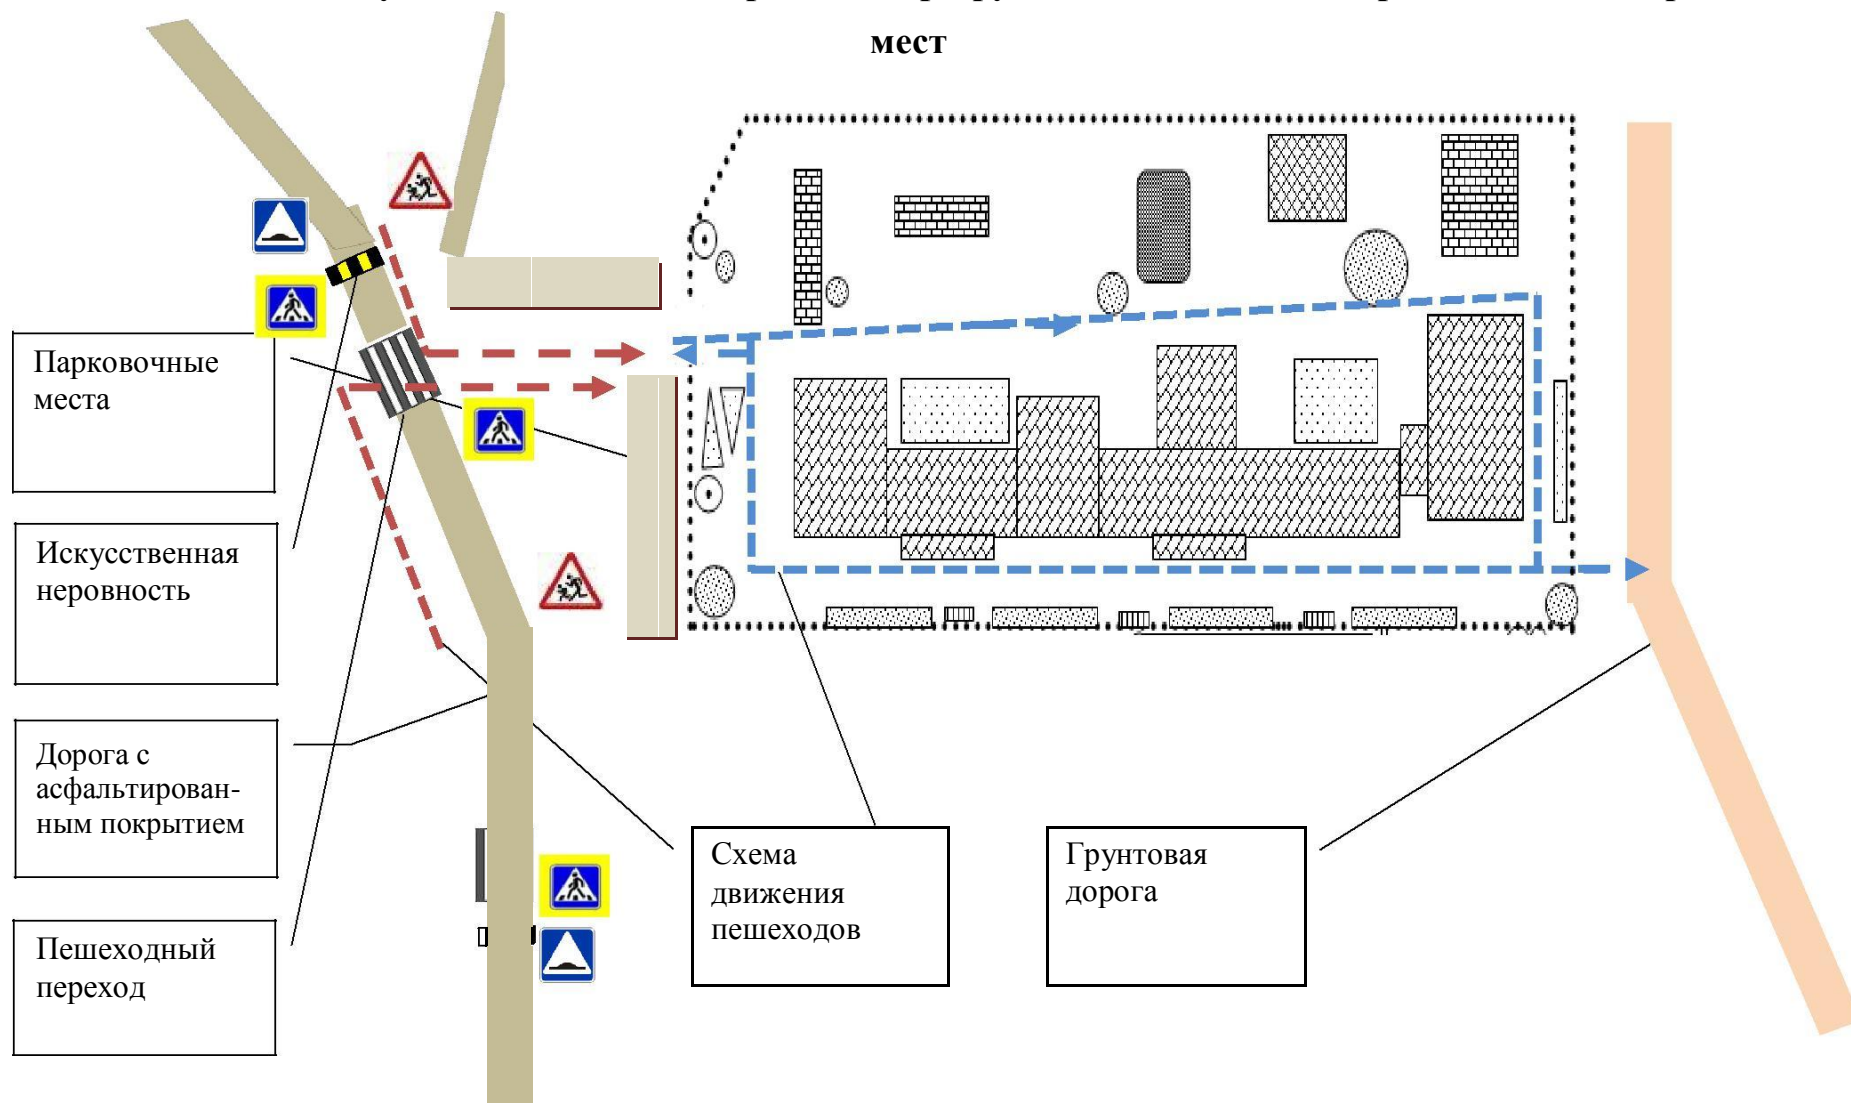 мест
Парковочные
места
Искусственная
неровность
Дорога с
асфальтирован-
ным покрытием
Пешеходный
переход
Схема
движения
пешеходов
Грунтовая
дорога